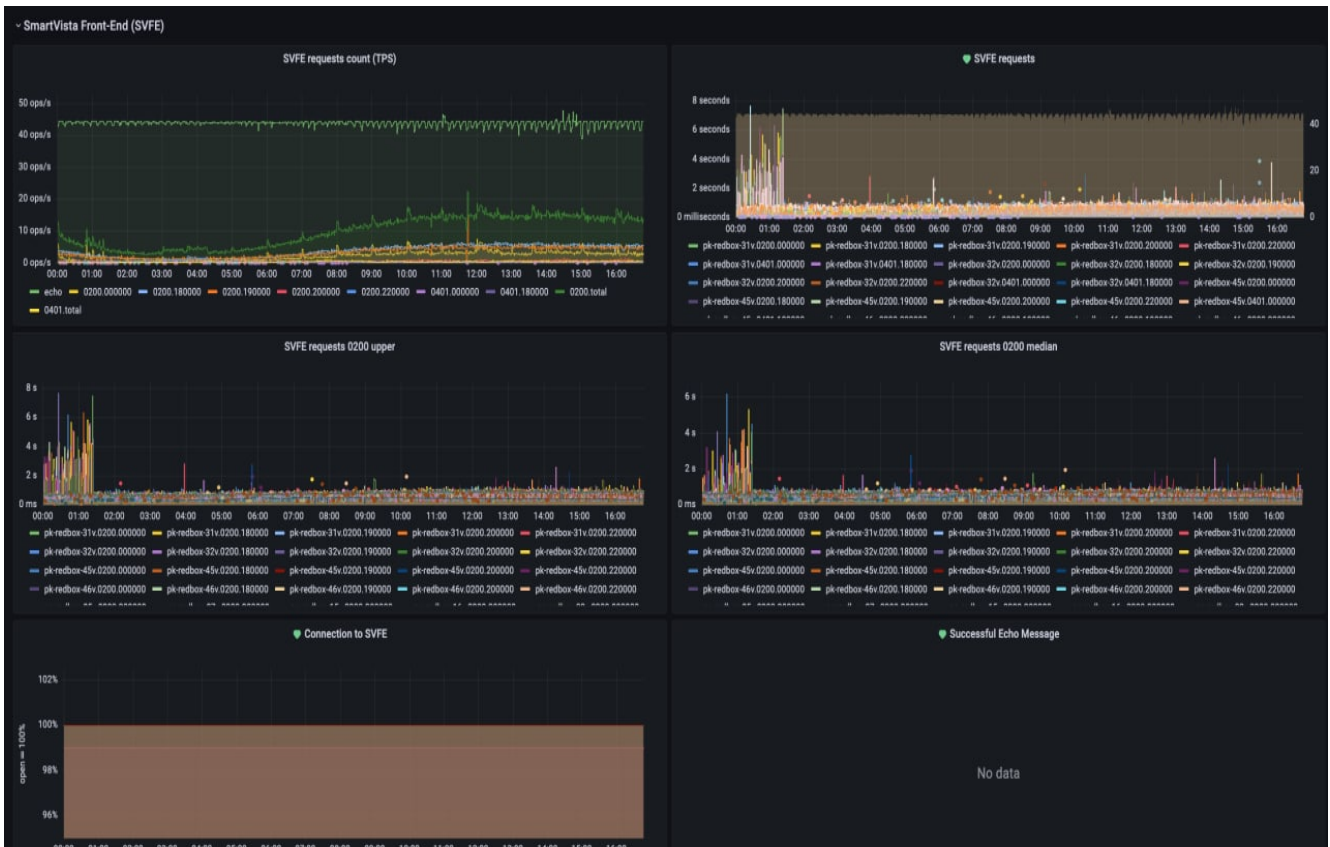 SmartVista Front-End (SVFE)
SVFE requests count (TPS)
50 ops/s
40 ops/s
30 ops/s
20 ops/s
10 ops/s
0 ops/s
00:00 01:00 02:00 03:00 04:00 05:00 06:00 07:00 08:00 09:00 10:00 11:00 12:00 13:00 14:00 15:00 16:00
echo 0200.000000 0200.180000 0200.190000 0200.200000 0200.220000 0401.000000 0401.180000 0200.total
0401.total
SVFE requests
8 seconds
6 seconds
4 seconds
2 seconds
0 milliseconds
40
20
0
00:00 01:00 02:00 03:00 04:00 05:00 06:00 07:00 08:00 09:00 10:00 11:00 12:00 13:00 14:00 15:00 16:00
pk-redbox-31v.0200.000000 pk-redbox-31v.0200.180000 pk-redbox-31v.0200.190000 pk-redbox-31v.0200.200000 pk-redbox-31v.0200.220000
pk-redbox-31v.0401.000000 pk-redbox-31v.0401.180000 pk-redbox-32v.0200.000000 pk-redbox-32v.0200.180000 pk-redbox-32v.0200.190000
pk-redbox-32v.0200.200000 pk-redbox-32v.0200.220000 pk-redbox-32v.0401.000000 pk-redbox-32v.0401.180000 pk-redbox-45v.0200.000000
pk-redbox-45v.0200.180000 pk-redbox-45v.0200.190000 pk-redbox-45v.0200.200000 pk-redbox-45v.0200.220000 pk-redbox-45v.0401.000000
SVFE requests 0200 upper
8 s
6 s
4 s
2 s
0 ms
00:00 01:00 02:00 03:00 04:00 05:00 06:00 07:00 08:00 09:00 10:00 11:00 12:00 13:00 14:00 15:00 16:00
pk-redbox-31v.0200.000000 pk-redbox-31v.0200.180000 pk-redbox-31v.0200.190000 pk-redbox-31v.0200.200000 pk-redbox-31v.0200.220000
pk-redbox-32v.0200.000000 pk-redbox-32v.0200.180000 pk-redbox-32v.0200.190000 pk-redbox-32v.0200.200000 pk-redbox-32v.0200.220000
pk-redbox-45v.0200.000000 pk-redbox-45v.0200.180000 pk-redbox-45v.0200.190000 pk-redbox-45v.0200.200000 pk-redbox-45v.0200.220000
pk-redbox-46v.0200.000000 pk-redbox-46v.0200.180000 pk-redbox-46v.0200.190000 pk-redbox-46v.0200.200000 pk-redbox-46v.0200.220000
SVFE requests 0200 median
6 s
4 s
2 s
0 ms
00:00 01:00 02:00 03:00 04:00 05:00 06:00 07:00 08:00 09:00 10:00 11:00 12:00 13:00 14:00 15:00 16:00
pk-redbox-31v.0200.000000 pk-redbox-31v.0200.180000 pk-redbox-31v.0200.190000 pk-redbox-31v.0200.200000 pk-redbox-31v.0200.220000
pk-redbox-32v.0200.000000 pk-redbox-32v.0200.180000 pk-redbox-32v.0200.190000 pk-redbox-32v.0200.200000 pk-redbox-32v.0200.220000
pk-redbox-45v.0200.000000 pk-redbox-45v.0200.180000 pk-redbox-45v.0200.190000 pk-redbox-45v.0200.200000 pk-redbox-45v.0200.220000
pk-redbox-46v.0200.000000 pk-redbox-46v.0200.180000 pk-redbox-46v.0200.190000 pk-redbox-46v.0200.200000 pk-redbox-46v.0200.220000
Connection to SVFE
open = 100%
102%
100%
98%
96%
Successful Echo Message
No data